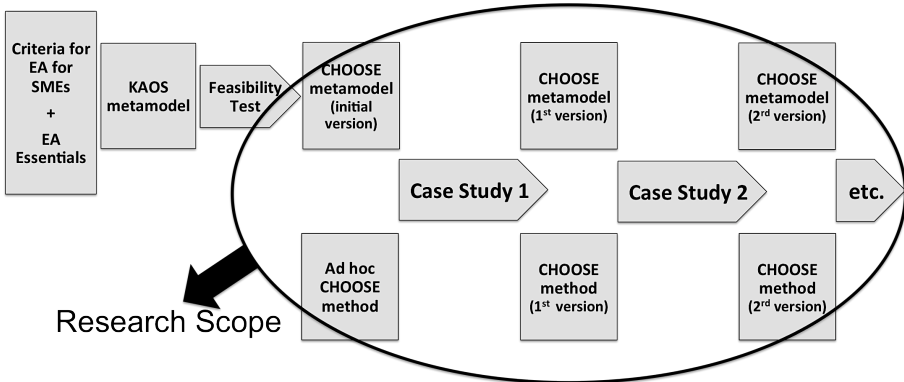 Criteria for
EA for
SMEs
+
EA
Essentials
KAOS
metamodel
Feasibility
Test
CHOOSE
metamodel
(initial
version)
CHOOSE
metamodel
(1st version)
CHOOSE
metamodel
(2rd version)
Case Study 1
Case Study 2
etc.
Ad hoc
CHOOSE
method
CHOOSE
method
(1st version)
CHOOSE
method
(2rd version)
Research Scope